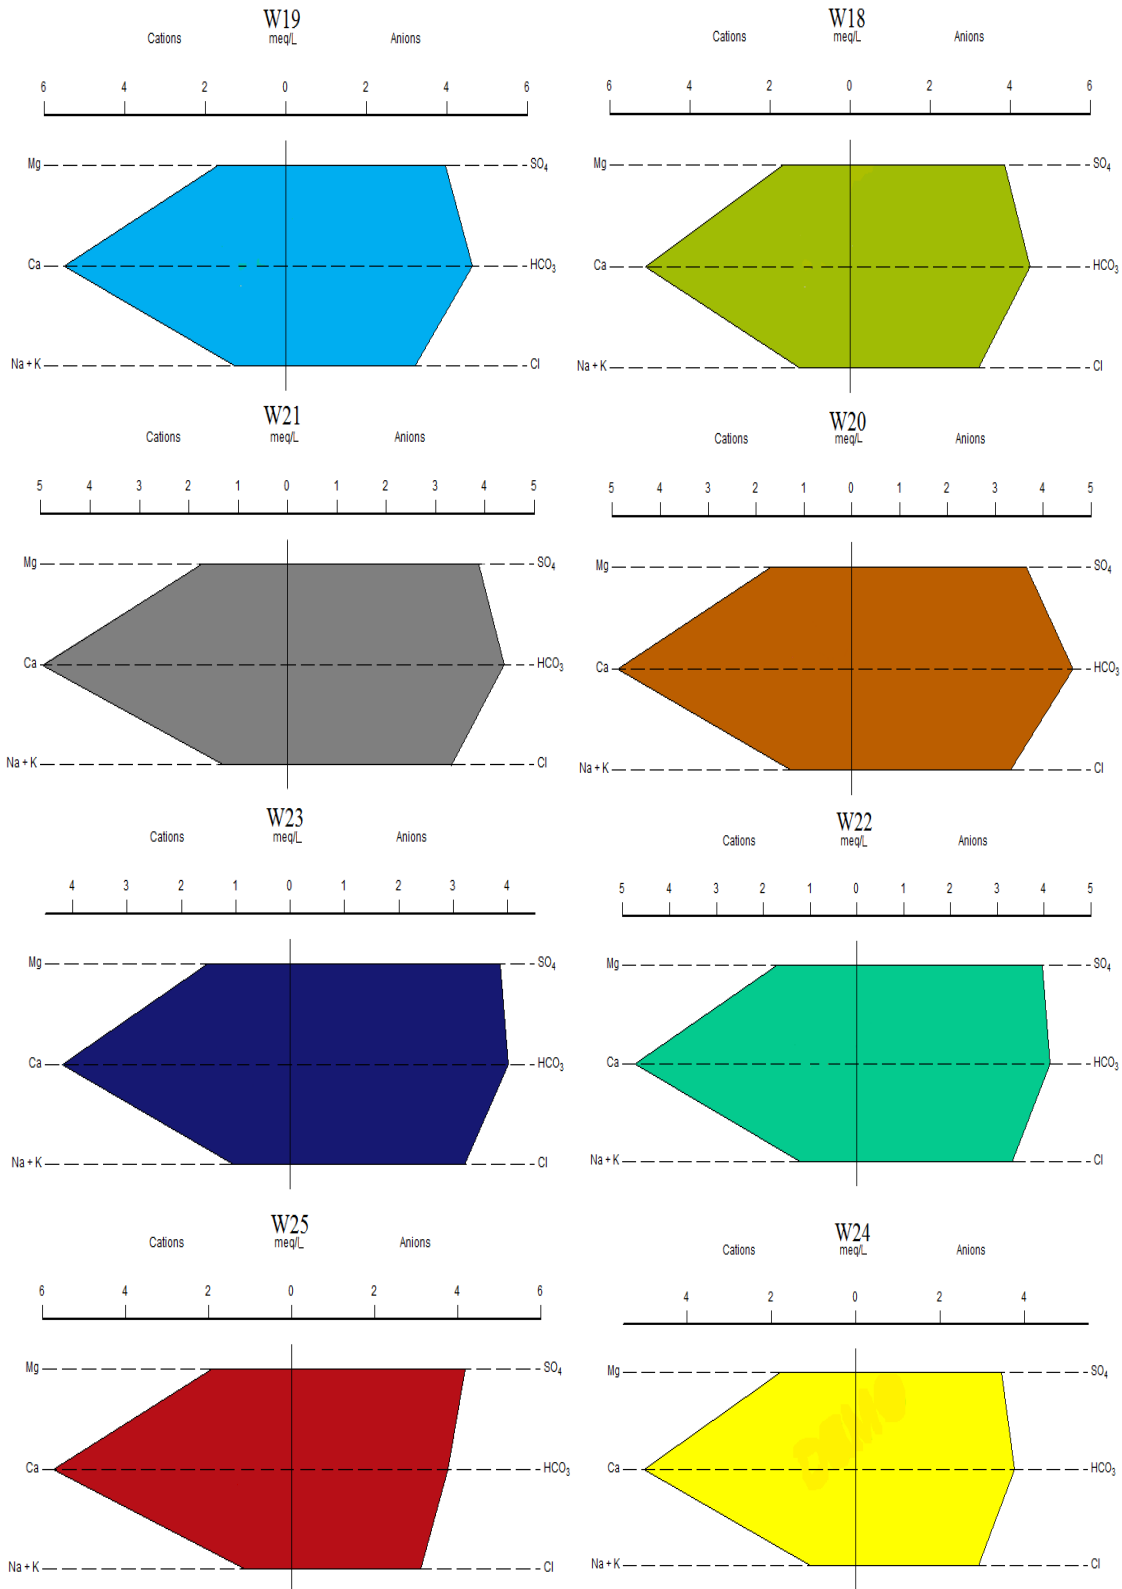 W19
Cations meq/L Anions
6 4 2 0 2 4 6
Mg SO4
Ca HCO3
Na + K Cl
W18
Cations meq/L Anions
6 4 2 0 2 4 6
Mg SO4
Ca HCO3
Na + K Cl
W21
Cations meq/L Anions
5 4 3 2 1 0 1 2 3 4 5
Mg SO4
Ca HCO3
Na + K Cl
W20
Cations meq/L Anions
5 4 3 2 1 0 1 2 3 4 5
Mg SO4
Ca HCO3
Na + K Cl
W23
Cations meq/L Anions
4 3 2 1 0 1 2 3 4
Mg SO4
Ca HCO3
Na + K Cl
W22
Cations meq/L Anions
5 4 3 2 1 0 1 2 3 4 5
Mg SO4
Ca HCO3
Na + K Cl
W25
Cations meq/L Anions
6 4 2 0 2 4 6
Mg SO4
Ca HCO3
Na + K Cl
W24
Cations meq/L Anions
4 2 0 2 4
Mg SO4
Ca HCO3
Na + K Cl
DEMO